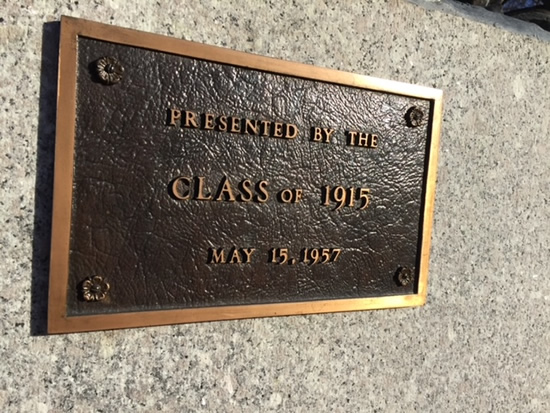 PRESENTED BY THE
CLASS OF 1915
MAY 15, 1957